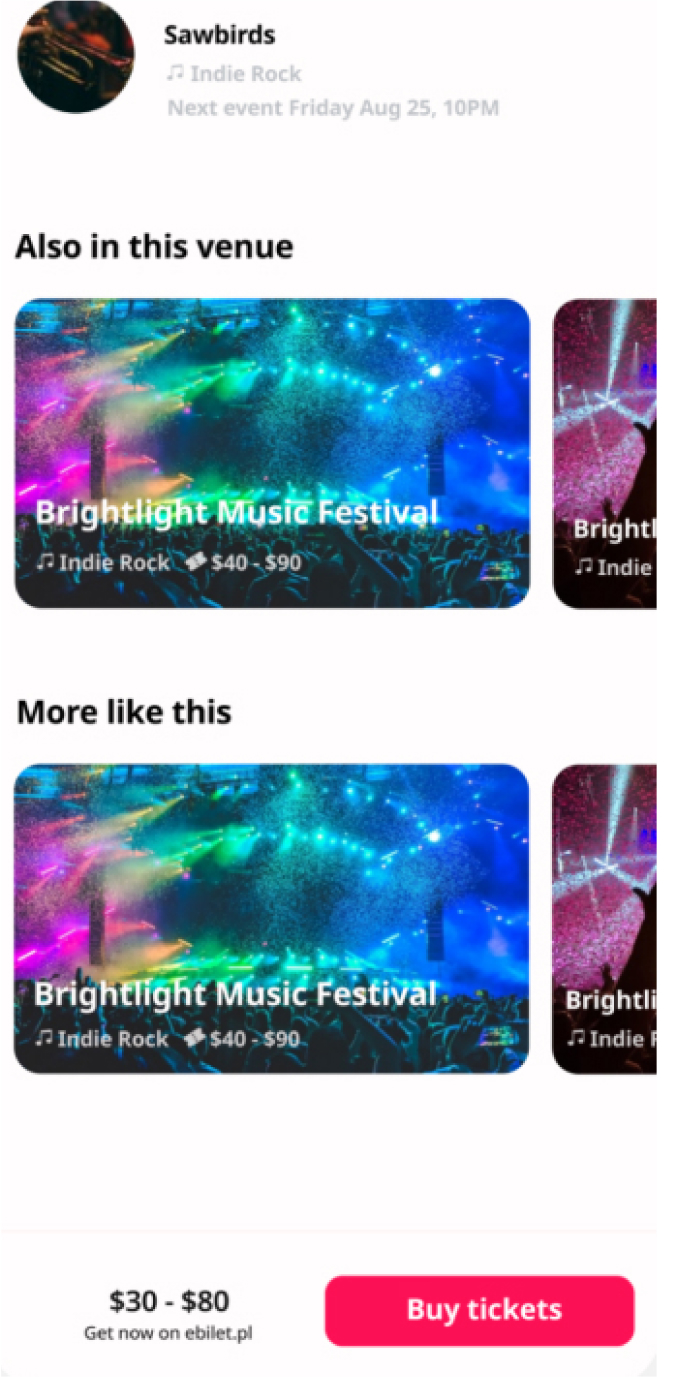 Sawbirds
Indie Rock
Next event Friday Aug 25, 10PM
Also in this venue
Brightlight Music Festival
Indie Rock $40 - $90
Brightl
Indie
More like this
Brightlight Music Festival
Indie Rock $40 - $90
Brightli
Indie
$30 - $80
Get now on ebilet.pl
Buy tickets